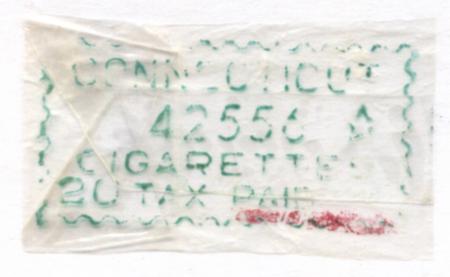 CONNECTICUT
42556 A
CIGARETTES
20 TAX PAID